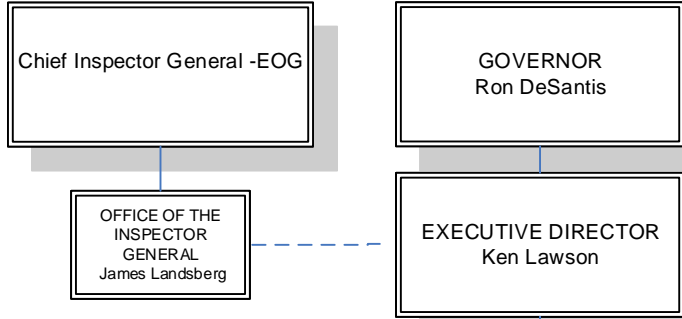 Chief Inspector General -EOG
GOVERNOR
Ron DeSantis
OFFICE OF THE
INSPECTOR
GENERAL
James Landsberg
EXECUTIVE DIRECTOR
Ken Lawson